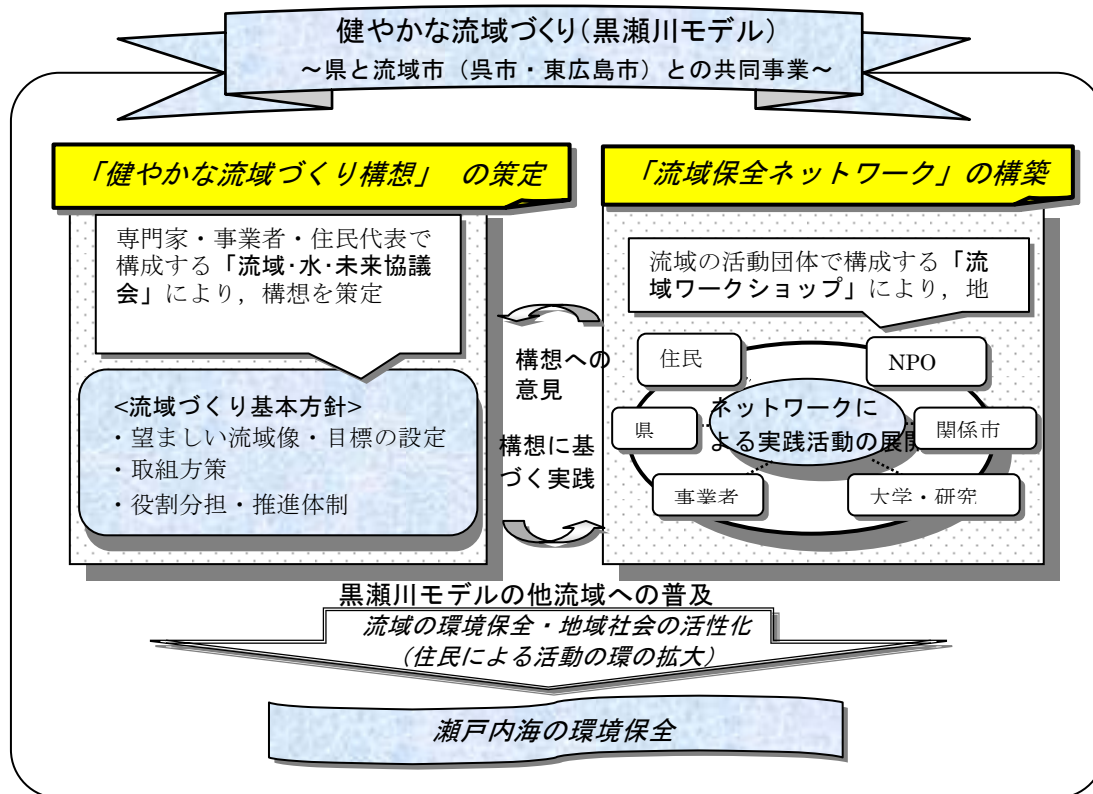 健やかな流域づくり(黒瀬川モデル)
～県と流域市（呉市・東広島市）との共同事業～
「健やかな流域づくり構想」 の策定
専門家・事業者・住民代表で
構成する「流域･水･未来協議
会」により，構想を策定
<流域づくり基本方針>
・望ましい流域像・目標の設定
・取組方策
・役割分担・推進体制
構想への
意見
構想に基
づく実践
「流域保全ネットワーク」の構築
流域の活動団体で構成する「流
域ワークショップ」により，地
住民
NPO
県
ネットワークに
よる実践活動の展開
関係市
事業者
大学・研究
黒瀬川モデルの他流域への普及
流域の環境保全・地域社会の活性化
(住民による活動の環の拡大)
瀬戸内海の環境保全